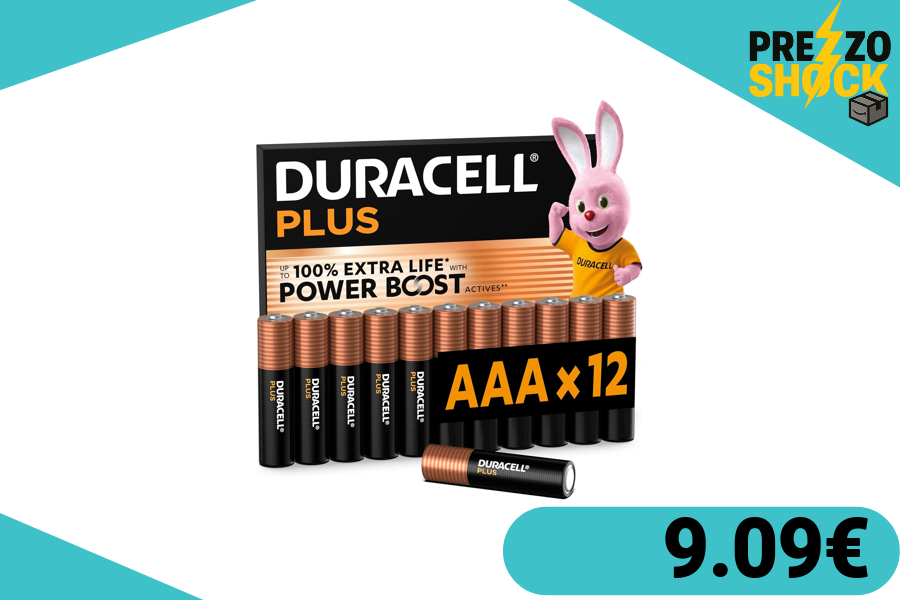 PREZZO
SHOCK
DURACELL®
PLUS
UP TO 100% EXTRA LIFE* WITH
POWER BOOST ACTIVES**
DURACELL
AAA x 12
DURACELL®
PLUS
DURACELL®
PLUS
DURACELL®
PLUS
DURACELL®
PLUS
DURACELL®
PLUS
DURACELL®
PLUS
9.09€